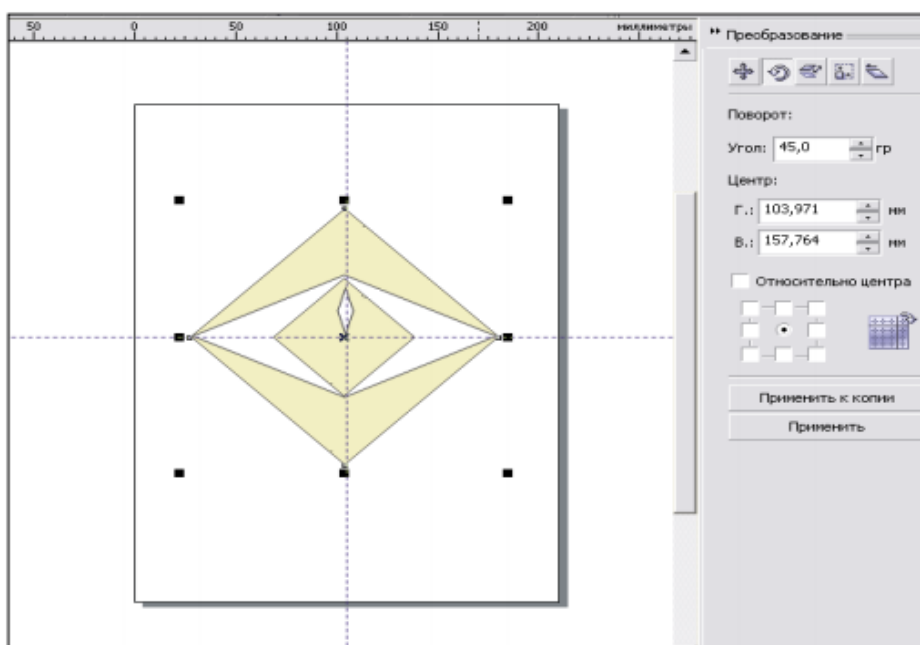 50 0 50 100 150 200 миллиметры
Преобразование
Поворот:
Угол: 45,0 гр
Центр:
Г.: 103,971 мм
В.: 157,764 мм
Относительно центра
Применить к копии
Применить